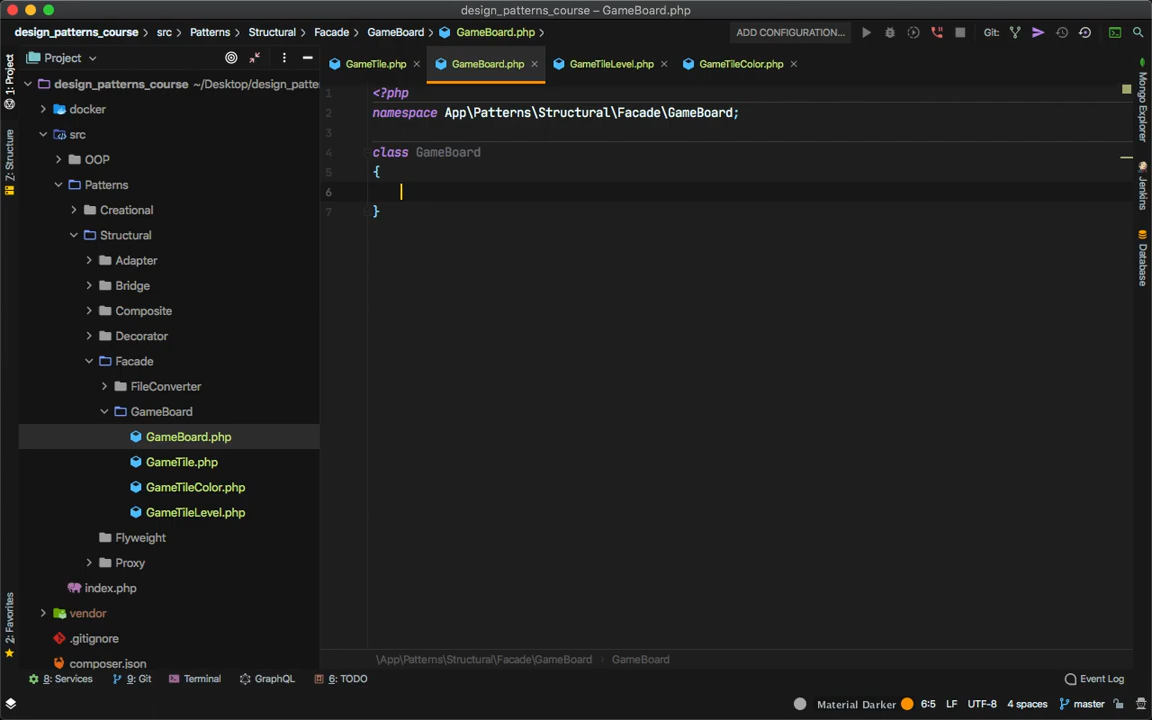 design_patterns_course – GameBoard.php
design_patterns_course
src
Patterns
Structural
Facade
GameBoard
GameBoard.php
ADD CONFIGURATION...
Git:
1: Project
Z: Structure
2: Favorites
Project
GameTile.php
GameBoard.php
GameTileLevel.php
GameTileColor.php
design_patterns_course ~/Desktop/design_patte
docker
src
OOP
Patterns
Creational
Structural
Adapter
Bridge
Composite
Decorator
Facade
FileConverter
GameBoard
GameBoard.php
GameTile.php
GameTileColor.php
GameTileLevel.php
Flyweight
Proxy
index.php
vendor
.gitignore
composer.json
1 <?php
2 namespace App\Patterns\Structural\Facade\GameBoard;
3
4 class GameBoard
5 {
6
7 }
Mongo Explorer
Jenkins
Database
\App\Patterns\Structural\Facade\GameBoard
GameBoard
8: Services
9: Git
Terminal
GraphQL
6: TODO
Event Log
Material Darker
6:5
LF
UTF-8
4 spaces
master